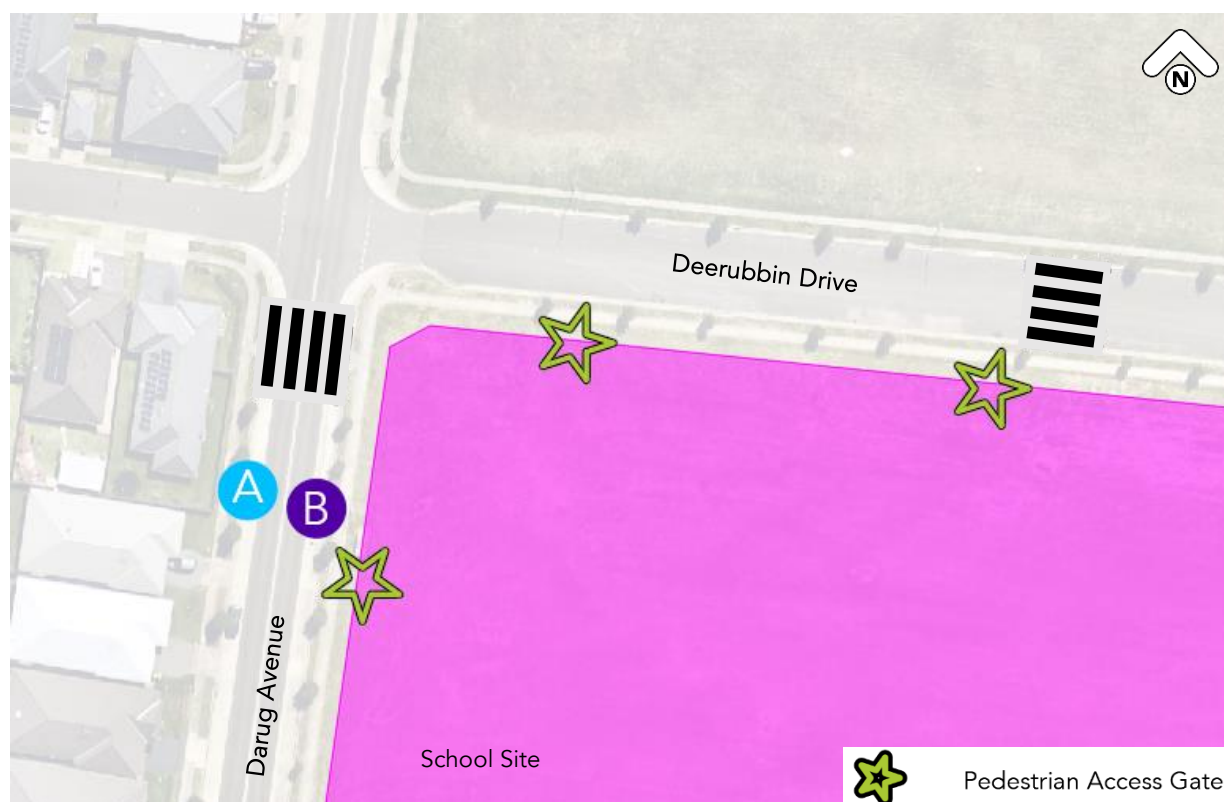 N
Deerubbin Drive
A
B
Darug Avenue
School Site
Pedestrian Access Gate